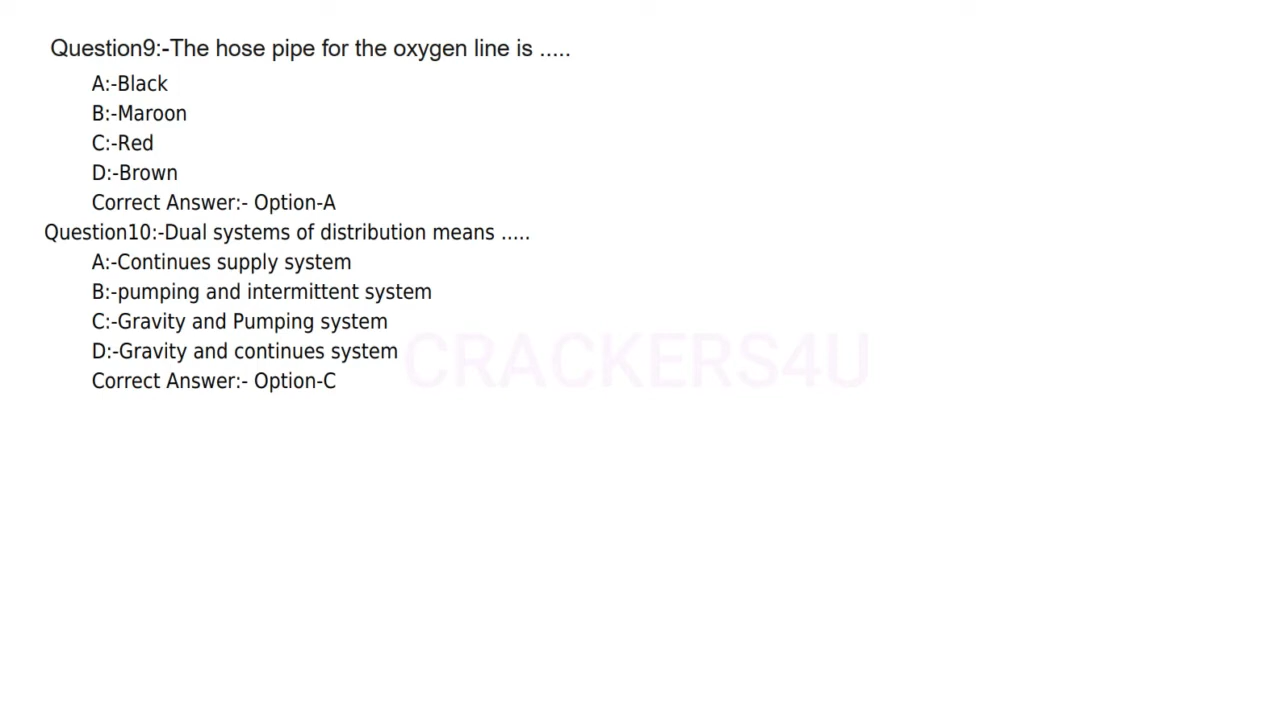 Question9:-The hose pipe for the oxygen line is .....
A:-Black
B:-Maroon
C:-Red
D:-Brown
Correct Answer:- Option-A
Question10:-Dual systems of distribution means .....
A:-Continues supply system
B:-pumping and intermittent system
C:-Gravity and Pumping system
D:-Gravity and continues system
CRACKERS4U
Correct Answer:- Option-C